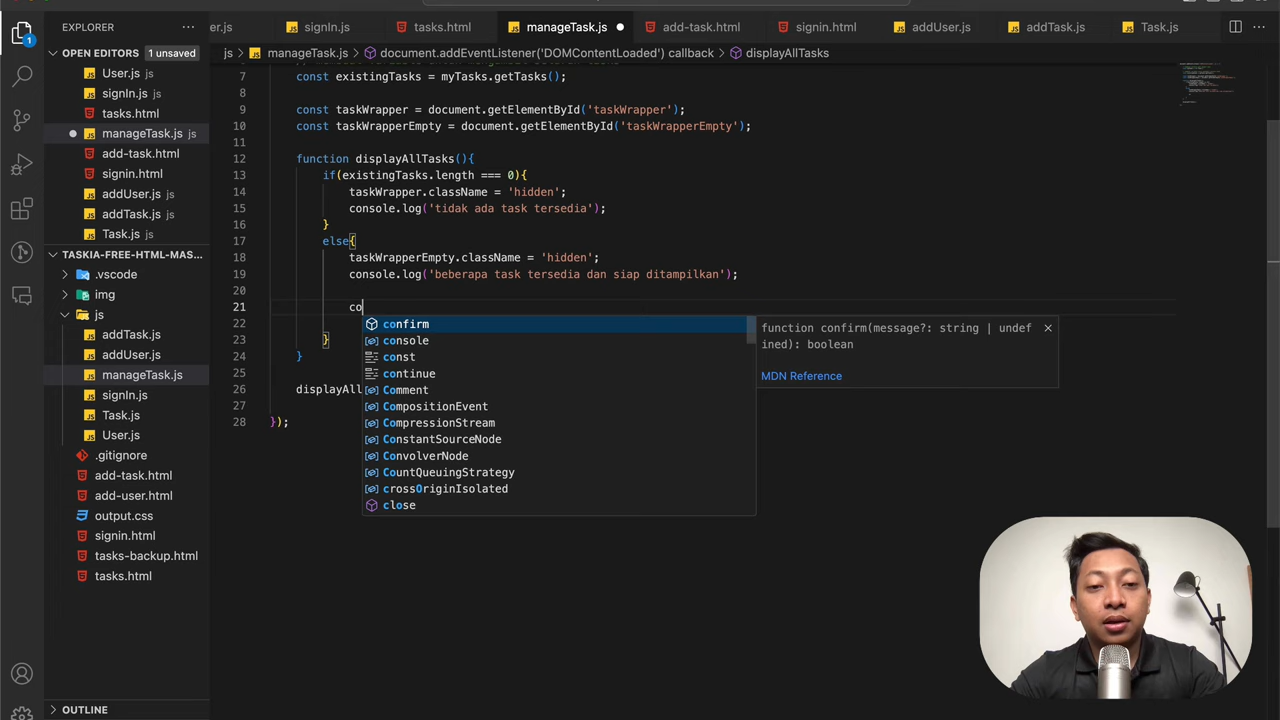 er.js
signIn.js
tasks.html
manageTask.js
add-task.html
signin.html
addUser.js
addTask.js
Task.js
EXPLORER
js > manageTask.js > document.addEventListener('DOMContentLoaded') callback > displayAllTasks
OPEN EDITORS 1 unsaved
User.js
signIn.js
tasks.html
manageTask.js js
add-task.html
signin.html
addUser.js
addTask.js
Task.js
TASKIA-FREE-HTML-MAS...
.vscode
img
js
addTask.js
addUser.js
manageTask.js
signIn.js
Task.js
User.js
.gitignore
add-task.html
add-user.html
output.css
signin.html
tasks-backup.html
tasks.html
OUTLINE
1
7 const existingTasks = myTasks.getTasks();
8
9 const taskWrapper = document.getElementById('taskWrapper');
10 const taskWrapperEmpty = document.getElementById('taskWrapperEmpty');
11
12 function displayAllTasks(){
13 if(existingTasks.length === 0){
14 taskWrapper.className = 'hidden';
15 console.log('tidak ada task tersedia');
16 }
17 else{
18 taskWrapperEmpty.className = 'hidden';
19 console.log('beberapa task tersedia dan siap ditampilkan');
20
21 co
22
23 }
24 }
25
26 displayAll
27
28 });
confirm
console
const
continue
Comment
CompositionEvent
CompressionStream
ConstantSourceNode
ConvolverNode
CountQueuingStrategy
crossOriginIsolated
close
function confirm(message?: string | undef
ined): boolean
MDN Reference